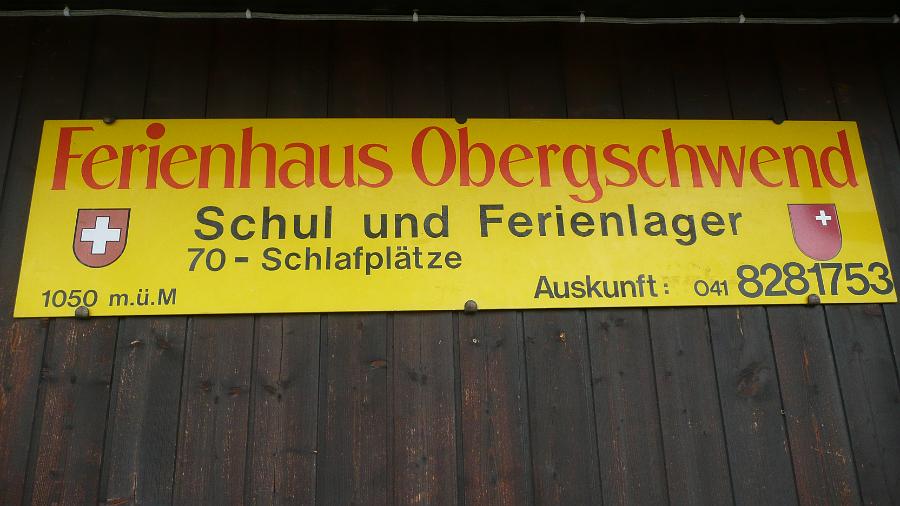 Ferienhaus Obergschwend
Schul und Ferienlager
70 - Schlafplätze
1050 m.ü.M
Auskunft: 041 8281753